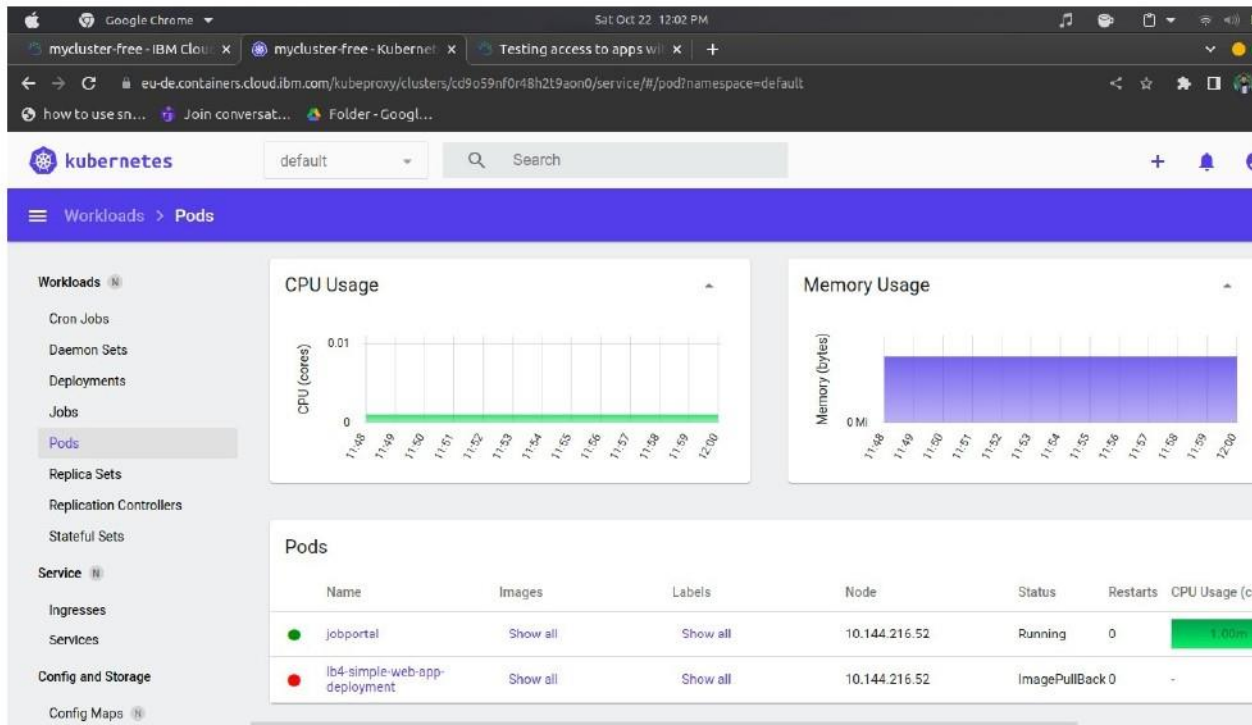 Google Chrome
Sat Oct 22 12:02 PM
mycluster-free - IBM Clou
mycluster-free - Kubernet
Testing access to apps wi
eu-de.containers.cloud.ibm.com/kubeproxy/clusters/cd9o59nf0r48h2t9aon0/service/#/pod?namespace=default
how to use sn...
Join conversat...
Folder - Googl...
kubernetes
default
Search
Workloads > Pods
Workloads N
Cron Jobs
Daemon Sets
Deployments
Jobs
Pods
Replica Sets
Replication Controllers
Stateful Sets
Service N
Ingresses
Services
Config and Storage
Config Maps N
CPU Usage
CPU (cores)
0.01
0
11:48 11:49 11:50 11:51 11:52 11:53 11:54 11:55 11:56 11:57 11:58 11:59 12:00
Memory Usage
Memory (bytes)
0 Mi
11:48 11:49 11:50 11:51 11:52 11:53 11:54 11:55 11:56 11:57 11:58 11:59 12:00
Pods
Name Images Labels Node Status Restarts CPU Usage (c
jobportal Show all Show all 10.144.216.52 Running 0 1.00m
lb4-simple-web-app-
deployment Show all Show all 10.144.216.52 ImagePullBack 0 -